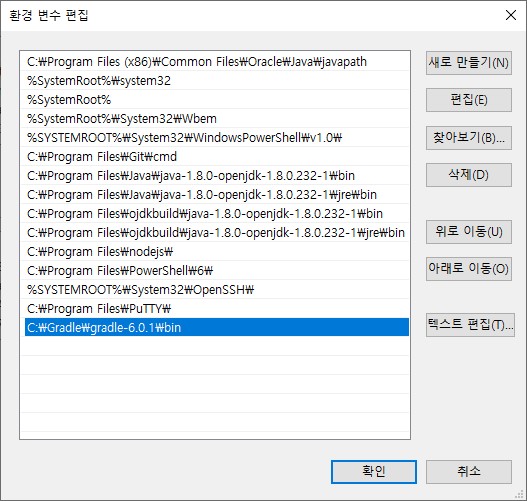 환경 변수 편집
C:₩Program Files (x86)₩Common Files₩Oracle₩Java₩javapath
%SystemRoot%₩system32
%SystemRoot%
%SystemRoot%₩System32₩Wbem
%SYSTEMROOT%₩System32₩WindowsPowerShell₩v1.0₩
C:₩Program Files₩Git₩cmd
C:₩Program Files₩Java₩java-1.8.0-openjdk-1.8.0.232-1₩bin
C:₩Program Files₩Java₩java-1.8.0-openjdk-1.8.0.232-1₩jre₩bin
C:₩Program Files₩ojdkbuild₩java-1.8.0-openjdk-1.8.0.232-1₩bin
C:₩Program Files₩ojdkbuild₩java-1.8.0-openjdk-1.8.0.232-1₩jre₩bin
C:₩Program Files₩nodejs₩
C:₩Program Files₩PowerShell₩6₩
%SYSTEMROOT%₩System32₩OpenSSH₩
C:₩Program Files₩PuTTY₩
C:₩Gradle₩gradle-6.0.1₩bin
새로 만들기(N)
편집(E)
찾아보기(B)...
삭제(D)
위로 이동(U)
아래로 이동(O)
텍스트 편집(T)...
확인
취소